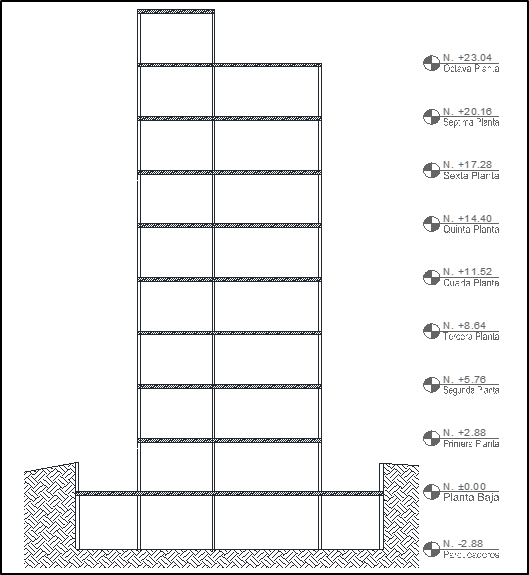 N. +23.04
Octava Planta
N. +20.16
Septima Planta
N. +17.28
Sexta Planta
N. +14.40
Quinta Planta
N. +11.52
Cuarta Planta
N. +8.64
Tercera Planta
N. +5.76
Segunda Planta
N. +2.88
Primera Planta
N. ±0.00
Planta Baja
N. -2.88
Parqueaderos